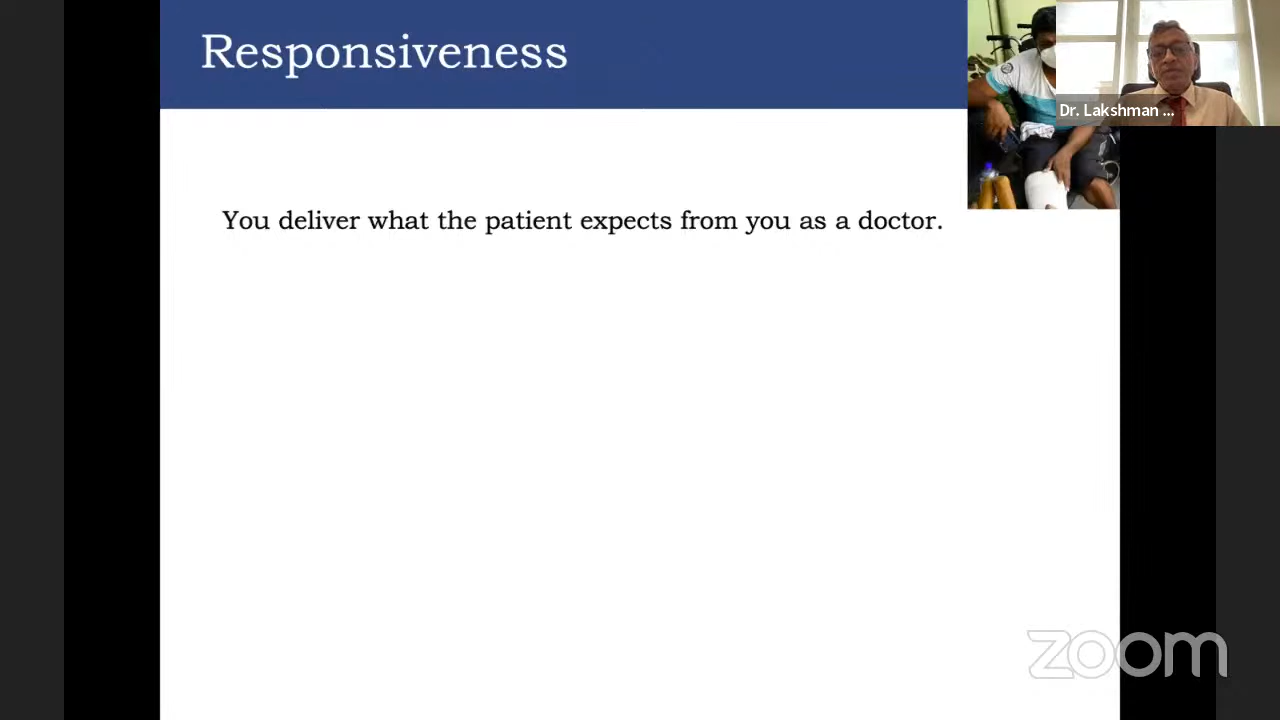 Responsiveness
Dr. Lakshman ...
You deliver what the patient expects from you as a doctor.
zoom